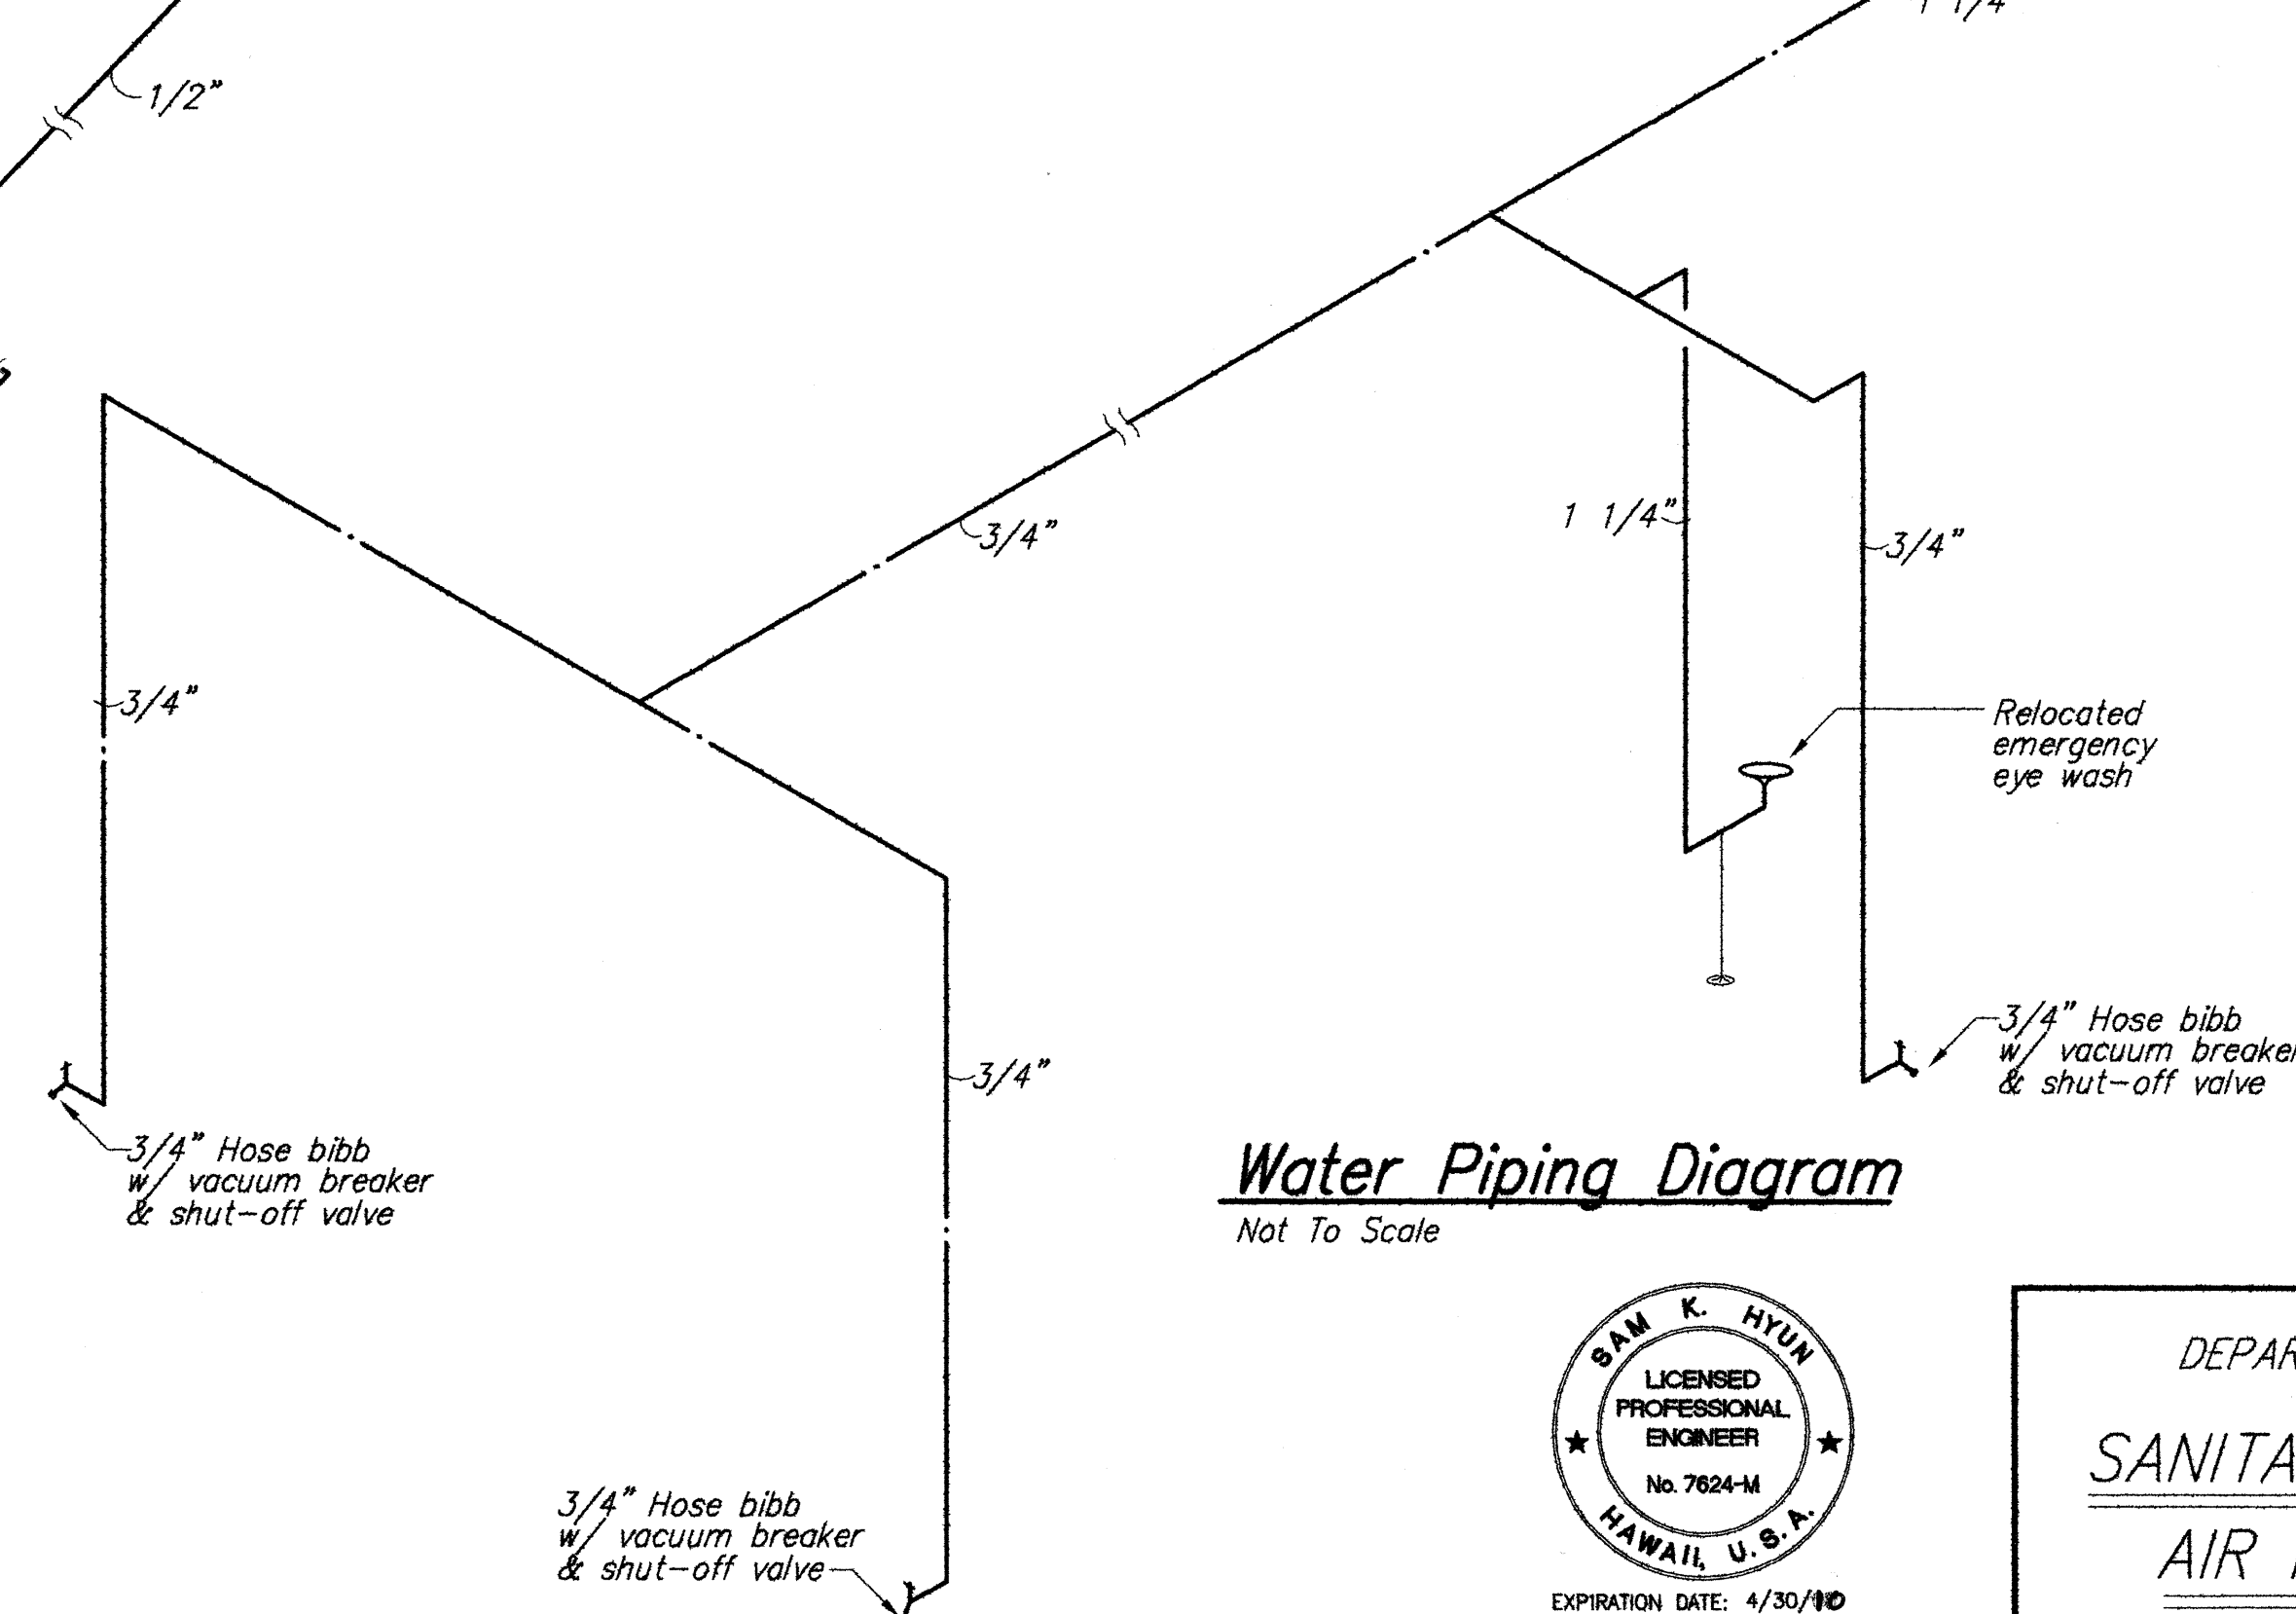 1 1/4"
1/2"
3/4"
1 1/4"
3/4"
3/4"
Relocated
emergency
eye wash
3/4"
3/4" Hose bibb
w/ vacuum breaker
& shut-off valve
3/4" Hose bibb
w/ vacuum breaker
& shut-off valve
Water Piping Diagram
Not To Scale
3/4" Hose bibb
w/ vacuum breaker
& shut-off valve
SAM K. HYUN
LICENSED
PROFESSIONAL
ENGINEER
No. 7624-M
HAWAII, U.S.A.
EXPIRATION DATE: 4/30/10
DEPAR
SANITA
AIR